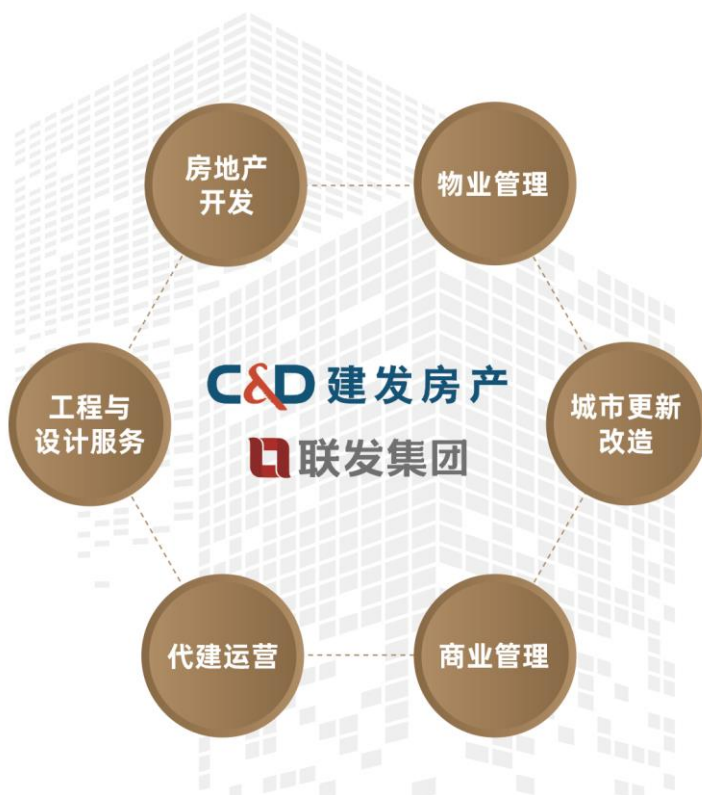 房地产
开发
物业管理
C&D 建发房产
工程与
设计服务
城市更新
改造
联发集团
代建运营
商业管理